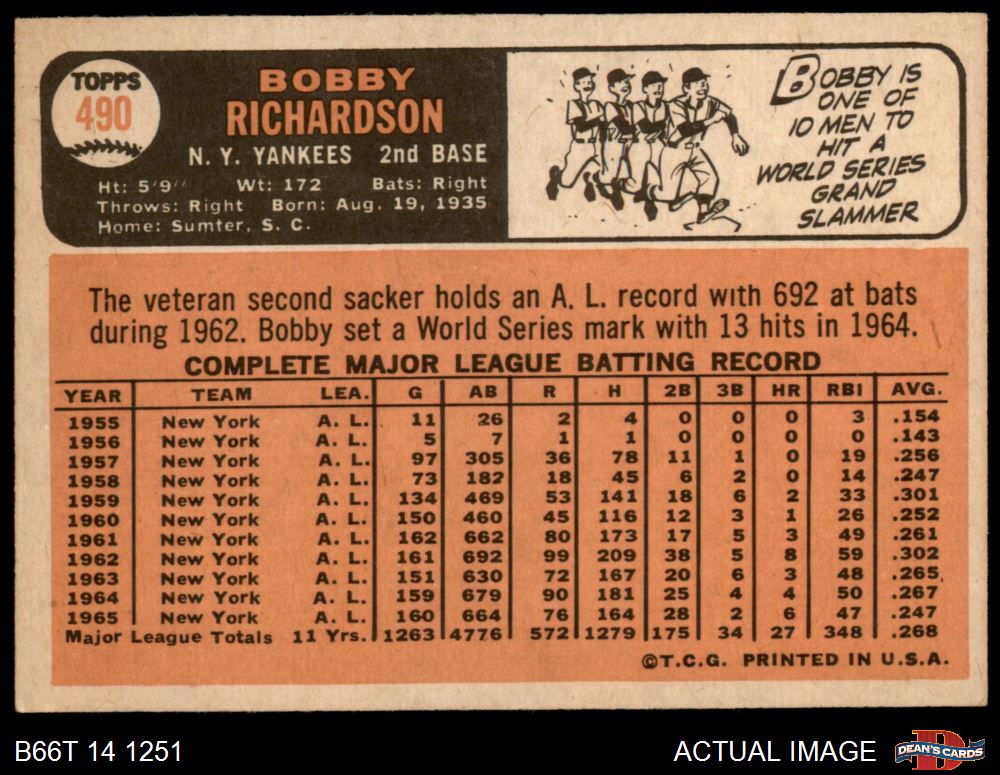 TOPPS
490
BOBBY
RICHARDSON
N. Y. YANKEES 2nd BASE
Ht: 5'9" Wt: 172 Bats: Right
Throws: Right Born: Aug. 19, 1935
Home: Sumter, S. C.
BOBBY IS
ONE OF
10 MEN TO
HIT A
WORLD SERIES
GRAND
SLAMMER
The veteran second sacker holds an A. L. record with 692 at bats
during 1962. Bobby set a World Series mark with 13 hits in 1964.
COMPLETE MAJOR LEAGUE BATTING RECORD
YEAR TEAM LEA. G AB R H 2B 3B HR RBI AVG.
1955 New York A. L. 11 26 2 4 0 0 0 3 .154
1956 New York A. L. 5 7 1 1 0 0 0 0 .143
1957 New York A. L. 97 305 36 78 11 1 0 19 .256
1958 New York A. L. 73 182 18 45 6 2 0 14 .247
1959 New York A. L. 134 469 53 141 18 6 2 33 .301
1960 New York A. L. 150 460 45 116 12 3 1 26 .252
1961 New York A. L. 162 662 80 173 17 5 3 49 .261
1962 New York A. L. 161 692 99 209 38 5 8 59 .302
1963 New York A. L. 151 630 72 167 20 6 3 48 .265
1964 New York A. L. 159 679 90 181 25 4 4 50 .267
1965 New York A. L. 160 664 76 164 28 2 6 47 .247
Major League Totals 11 Yrs. 1263 4776 572 1279 175 34 27 348 .268
©T.C.G. PRINTED IN U.S.A.
B66T 14 1251
ACTUAL IMAGE
DEAN'S CARDS